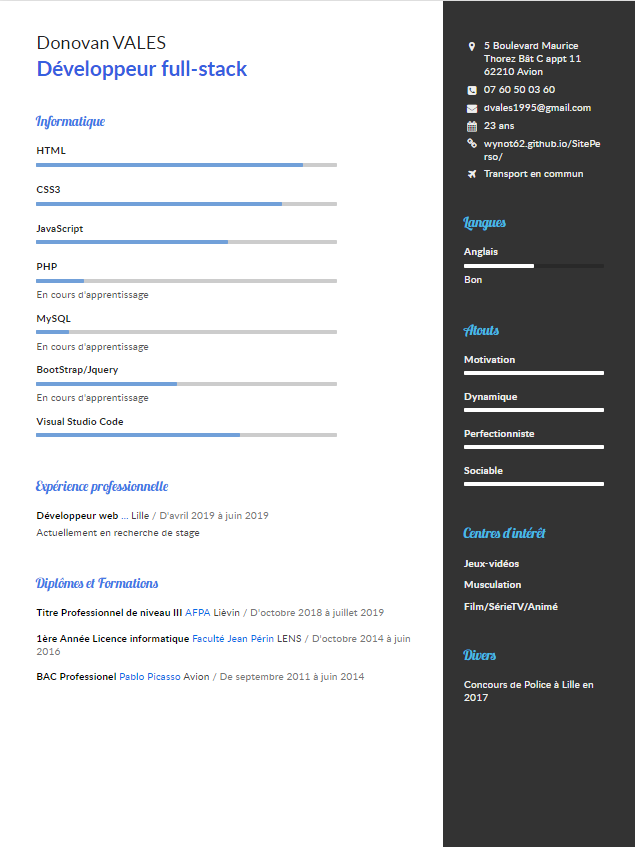 Donovan VALES
Développeur full-stack
Informatique
HTML
CSS3
JavaScript
PHP
En cours d'apprentissage
MySQL
En cours d'apprentissage
BootStrap/Jquery
En cours d'apprentissage
Visual Studio Code
Expérience professionnelle
Développeur web ... Lille / D'avril 2019 à juin 2019
Actuellement en recherche de stage
Diplômes et Formations
Titre Professionnel de niveau III AFPA Liévin / D'octobre 2018 à juillet 2019
1ère Année Licence informatique Faculté Jean Périn LENS / D'octobre 2014 à juin
2016
BAC Professionel Pablo Picasso Avion / De septembre 2011 à juin 2014
5 Boulevard Maurice
Thorez Bât C appt 11
62210 Avion
07 60 50 03 60
dvales1995@gmail.com
23 ans
wynot62.github.io/SitePe
rso/
Transport en commun
Langues
Anglais
Bon
Atouts
Motivation
Dynamique
Perfectionniste
Sociable
Centres d'intérêt
Jeux-vidéos
Musculation
Film/SérieTV/Animé
Divers
Concours de Police à Lille en
2017